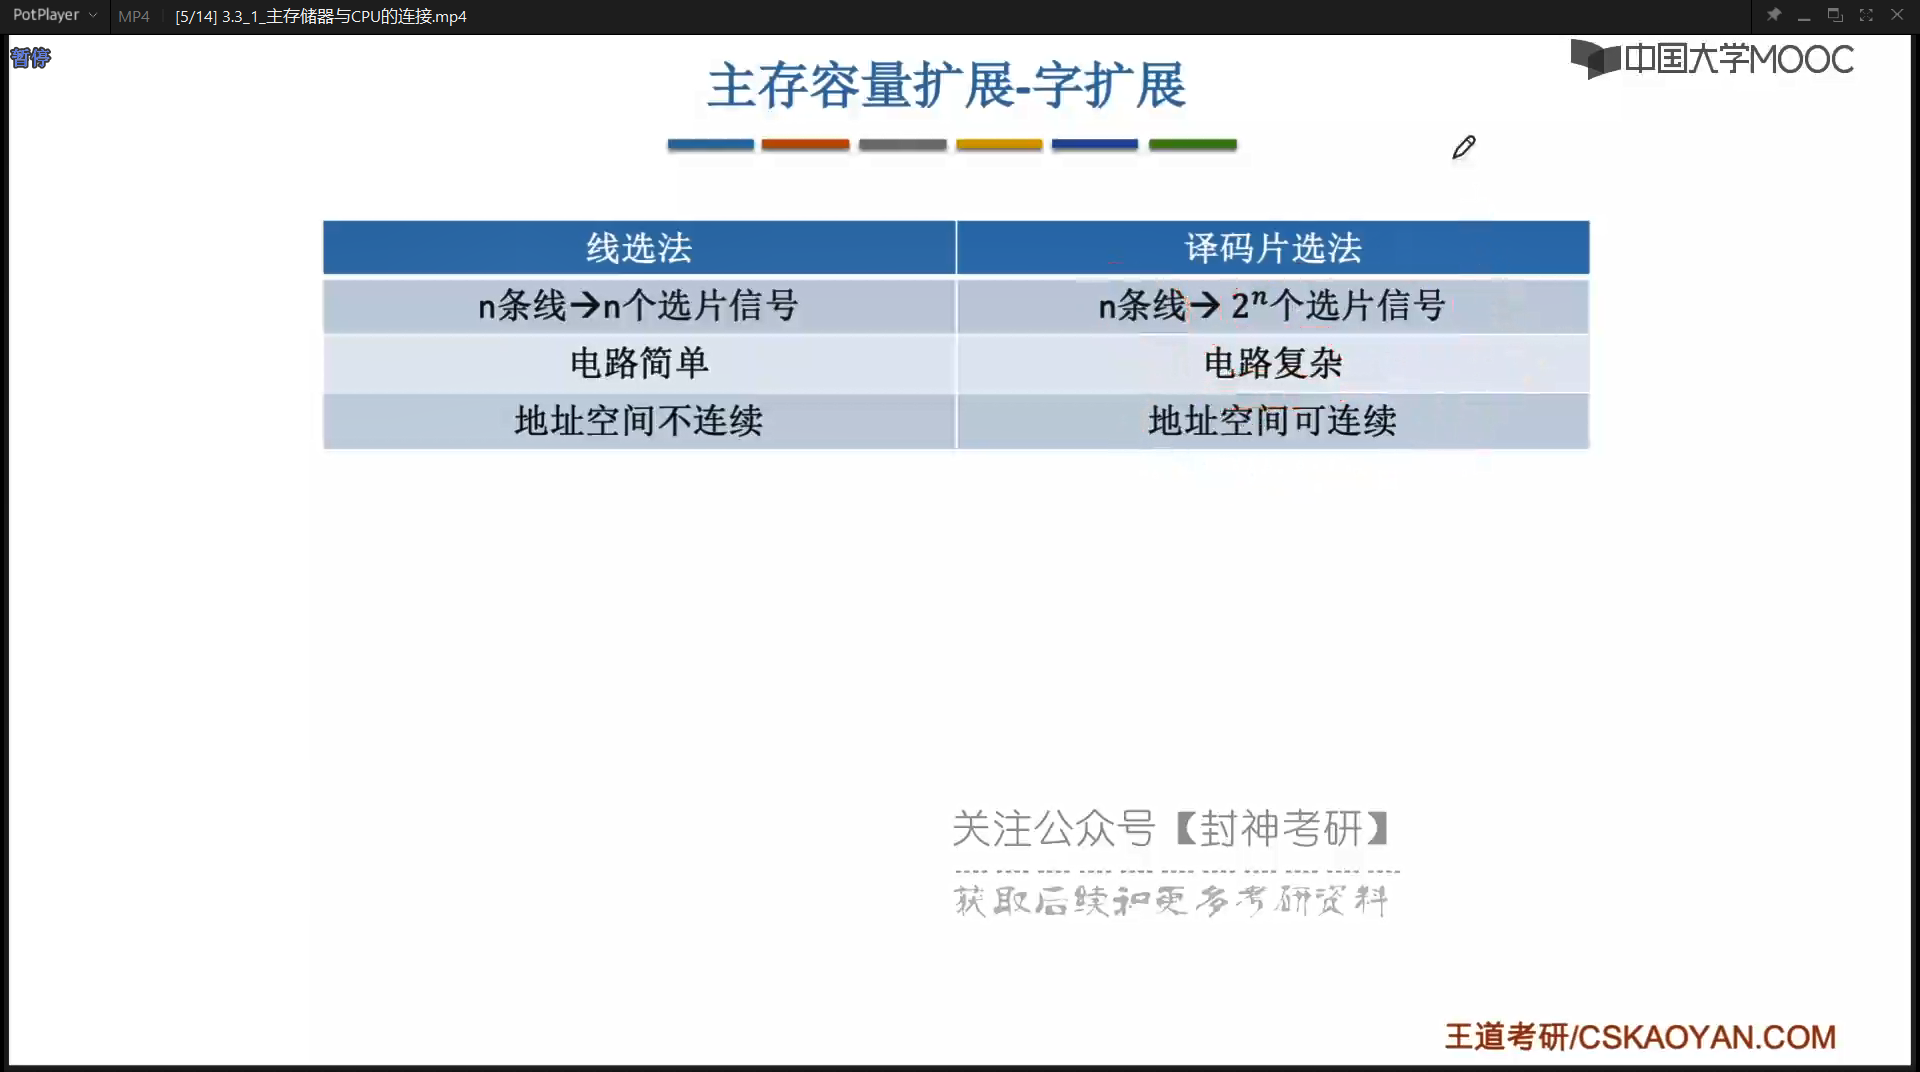 PotPlayer MP4 [5/14] 3.3_1_主存储器与CPU的连接.mp4
暂停
中国大学MOOC
主存容量扩展-字扩展
线选法 译码片选法
n条线→n个选片信号 n条线→ 2ⁿ个选片信号
电路简单 电路复杂
地址空间不连续 地址空间可连续
关注公众号【封神考研】
获取后续和更多考研资料
王道考研/CSKAOYAN.COM